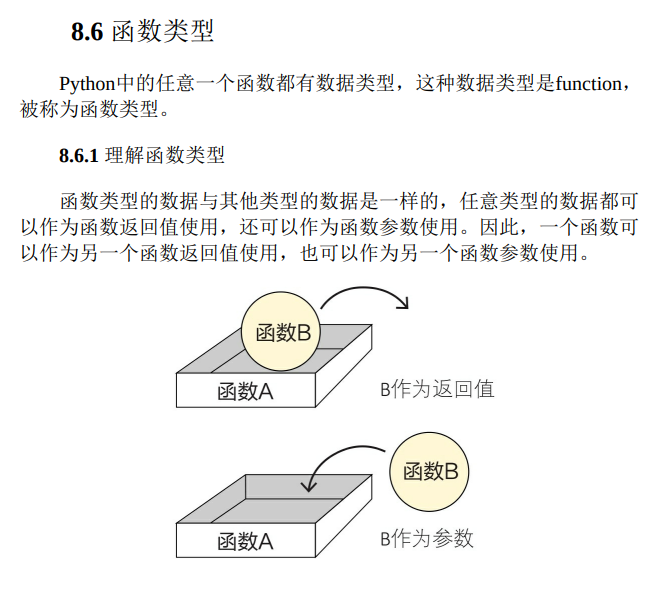 8.6 函数类型
Python中的任意一个函数都有数据类型，这种数据类型是function，
被称为函数类型。
8.6.1 理解函数类型
函数类型的数据与其他类型的数据是一样的，任意类型的数据都可
以作为函数返回值使用，还可以作为函数参数使用。因此，一个函数可
以作为另一个函数返回值使用，也可以作为另一个函数参数使用。
函数B
函数A
B作为返回值
函数B
函数A
B作为参数